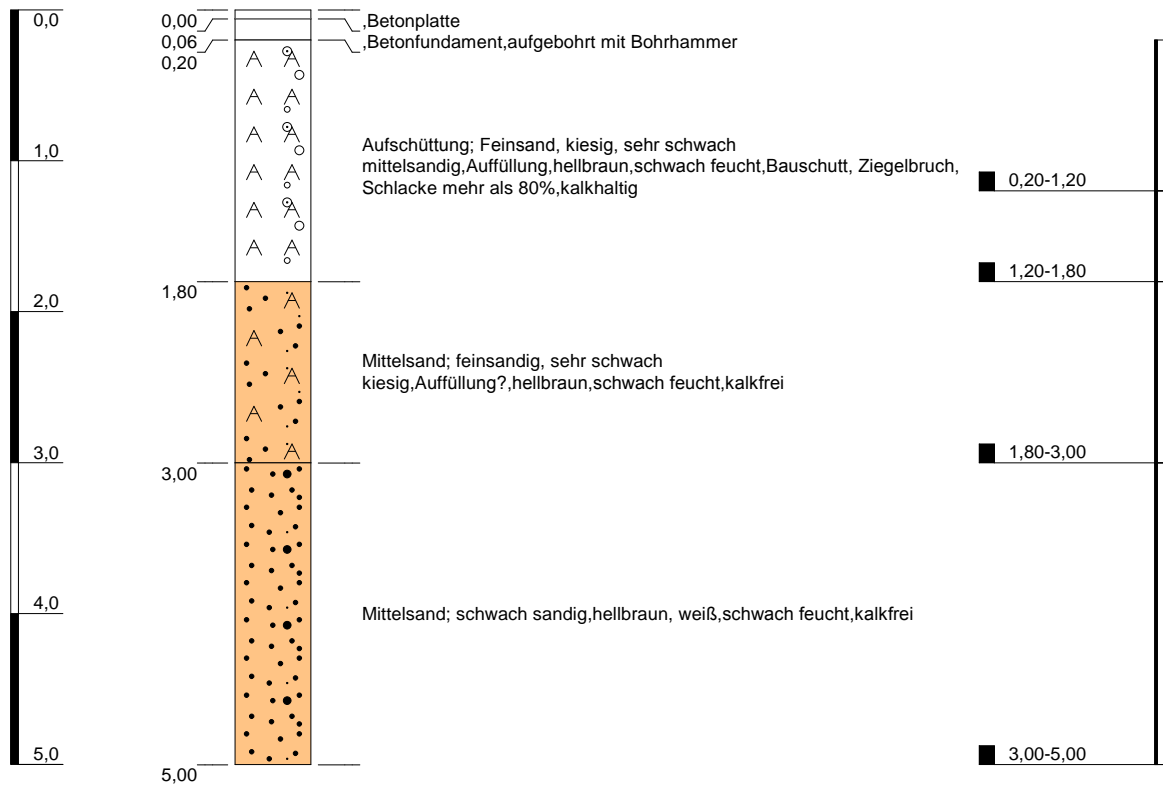 0,0
0,00
,Betonplatte
0,06
,Betonfundament,aufgebohrt mit Bohrhammer
0,20
Aufschüttung; Feinsand, kiesig, sehr schwach
mittelsandig,Auffüllung,hellbraun,schwach feucht,Bauschutt, Ziegelbruch,
Schlacke mehr als 80%,kalkhaltig
1,0
0,20-1,20
1,20-1,80
1,80
2,0
Mittelsand; feinsandig, sehr schwach
kiesig,Auffüllung?,hellbraun,schwach feucht,kalkfrei
3,0
1,80-3,00
3,00
4,0
Mittelsand; schwach sandig,hellbraun, weiß,schwach feucht,kalkfrei
5,0
3,00-5,00
5,00